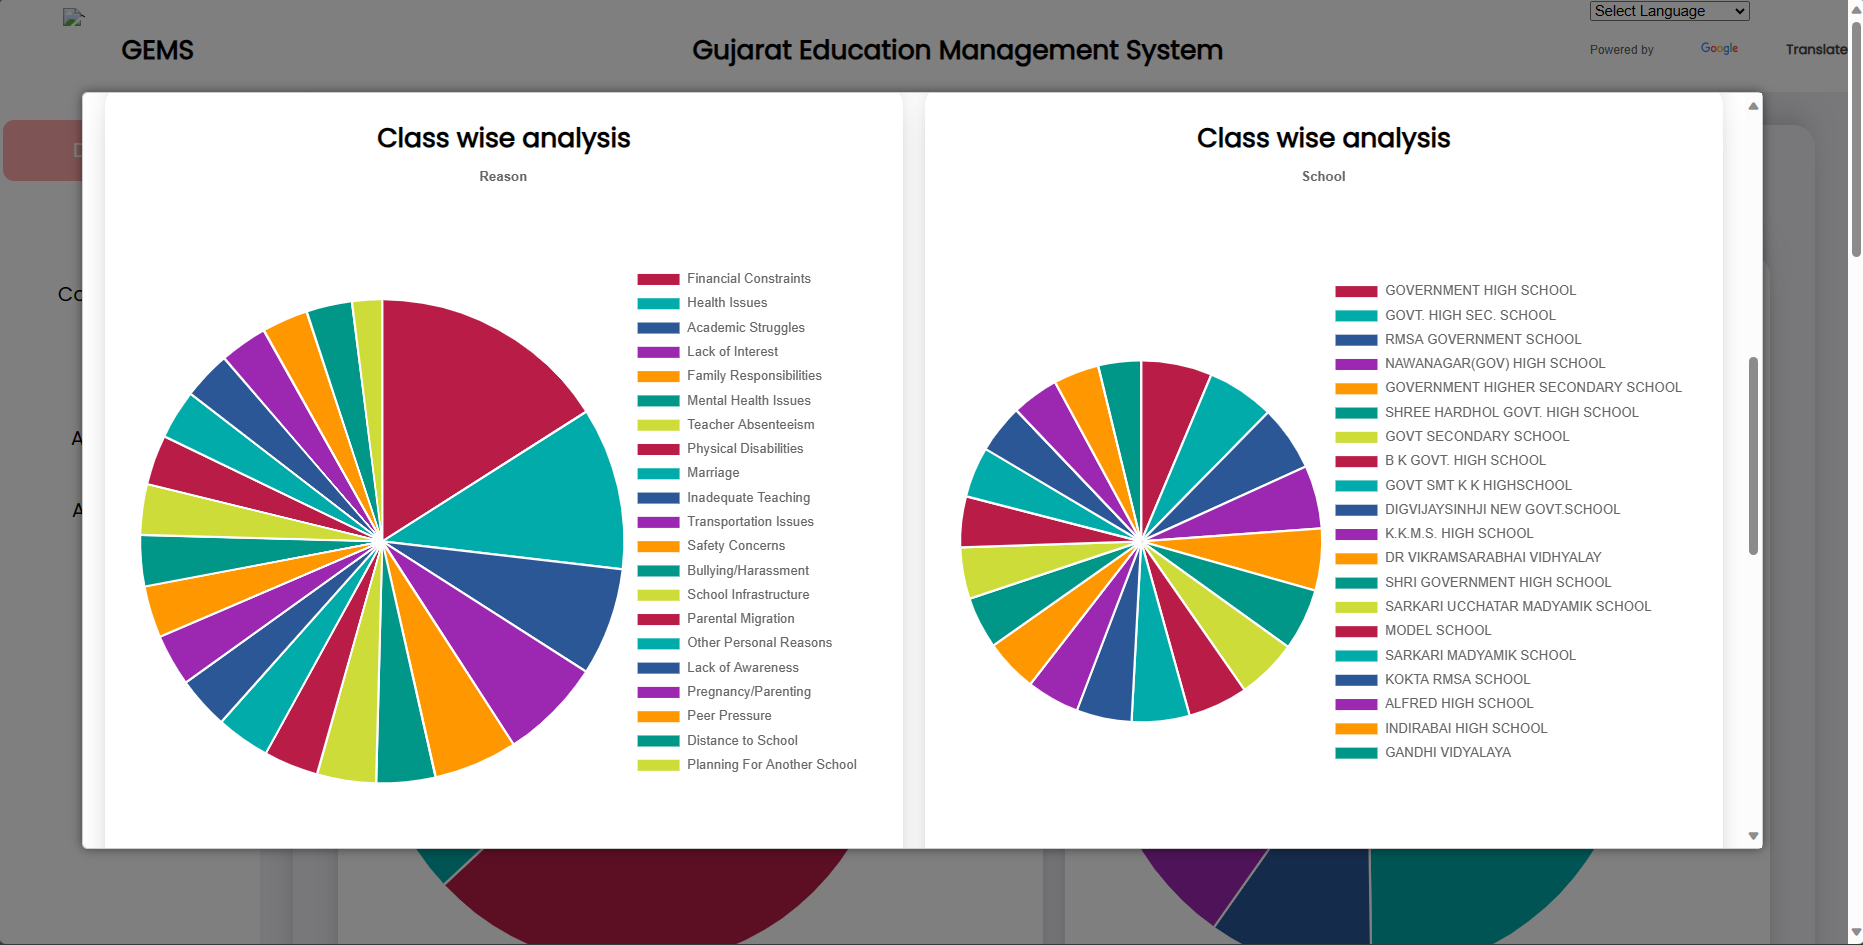 Select Language
GEMS
Gujarat Education Management System
Powered by Google Translate
Class wise analysis
Reason
Financial Constraints
Health Issues
Academic Struggles
Lack of Interest
Family Responsibilities
Mental Health Issues
Teacher Absenteeism
Physical Disabilities
Marriage
Inadequate Teaching
Transportation Issues
Safety Concerns
Bullying/Harassment
School Infrastructure
Parental Migration
Other Personal Reasons
Lack of Awareness
Pregnancy/Parenting
Peer Pressure
Distance to School
Planning For Another School
Class wise analysis
School
GOVERNMENT HIGH SCHOOL
GOVT. HIGH SEC. SCHOOL
RMSA GOVERNMENT SCHOOL
NAWANAGAR(GOV) HIGH SCHOOL
GOVERNMENT HIGHER SECONDARY SCHOOL
SHREE HARDHOL GOVT. HIGH SCHOOL
GOVT SECONDARY SCHOOL
B K GOVT. HIGH SCHOOL
GOVT SMT K K HIGHSCHOOL
DIGVIJAYSINHJI NEW GOVT.SCHOOL
K.K.M.S. HIGH SCHOOL
DR VIKRAMSARABHAI VIDHYALAY
SHRI GOVERNMENT HIGH SCHOOL
SARKARI UCCHATAR MADYAMIK SCHOOL
MODEL SCHOOL
SARKARI MADYAMIK SCHOOL
KOKTA RMSA SCHOOL
ALFRED HIGH SCHOOL
INDIRABAI HIGH SCHOOL
GANDHI VIDYALAYA